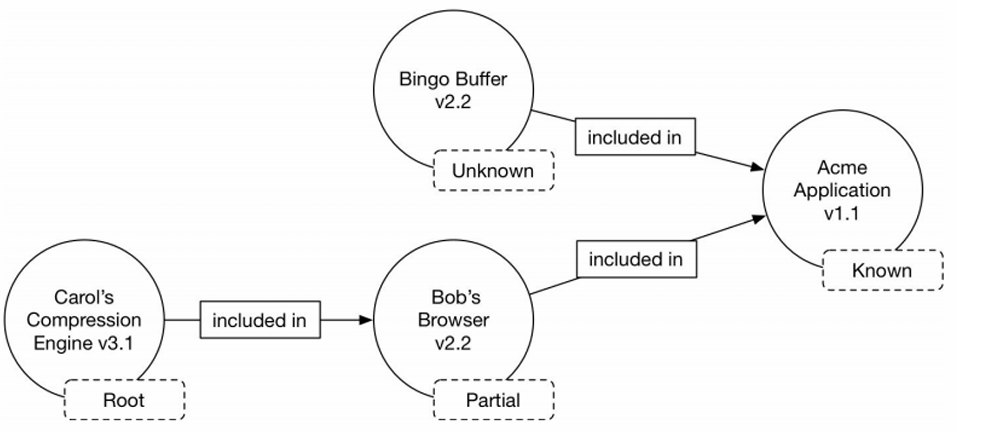 Bingo Buffer
v2.2
Unknown
included in
Acme
Application
v1.1
Known
included in
Carol's
Compression
Engine v3.1
Root
included in
Bob's
Browser
v2.2
Partial